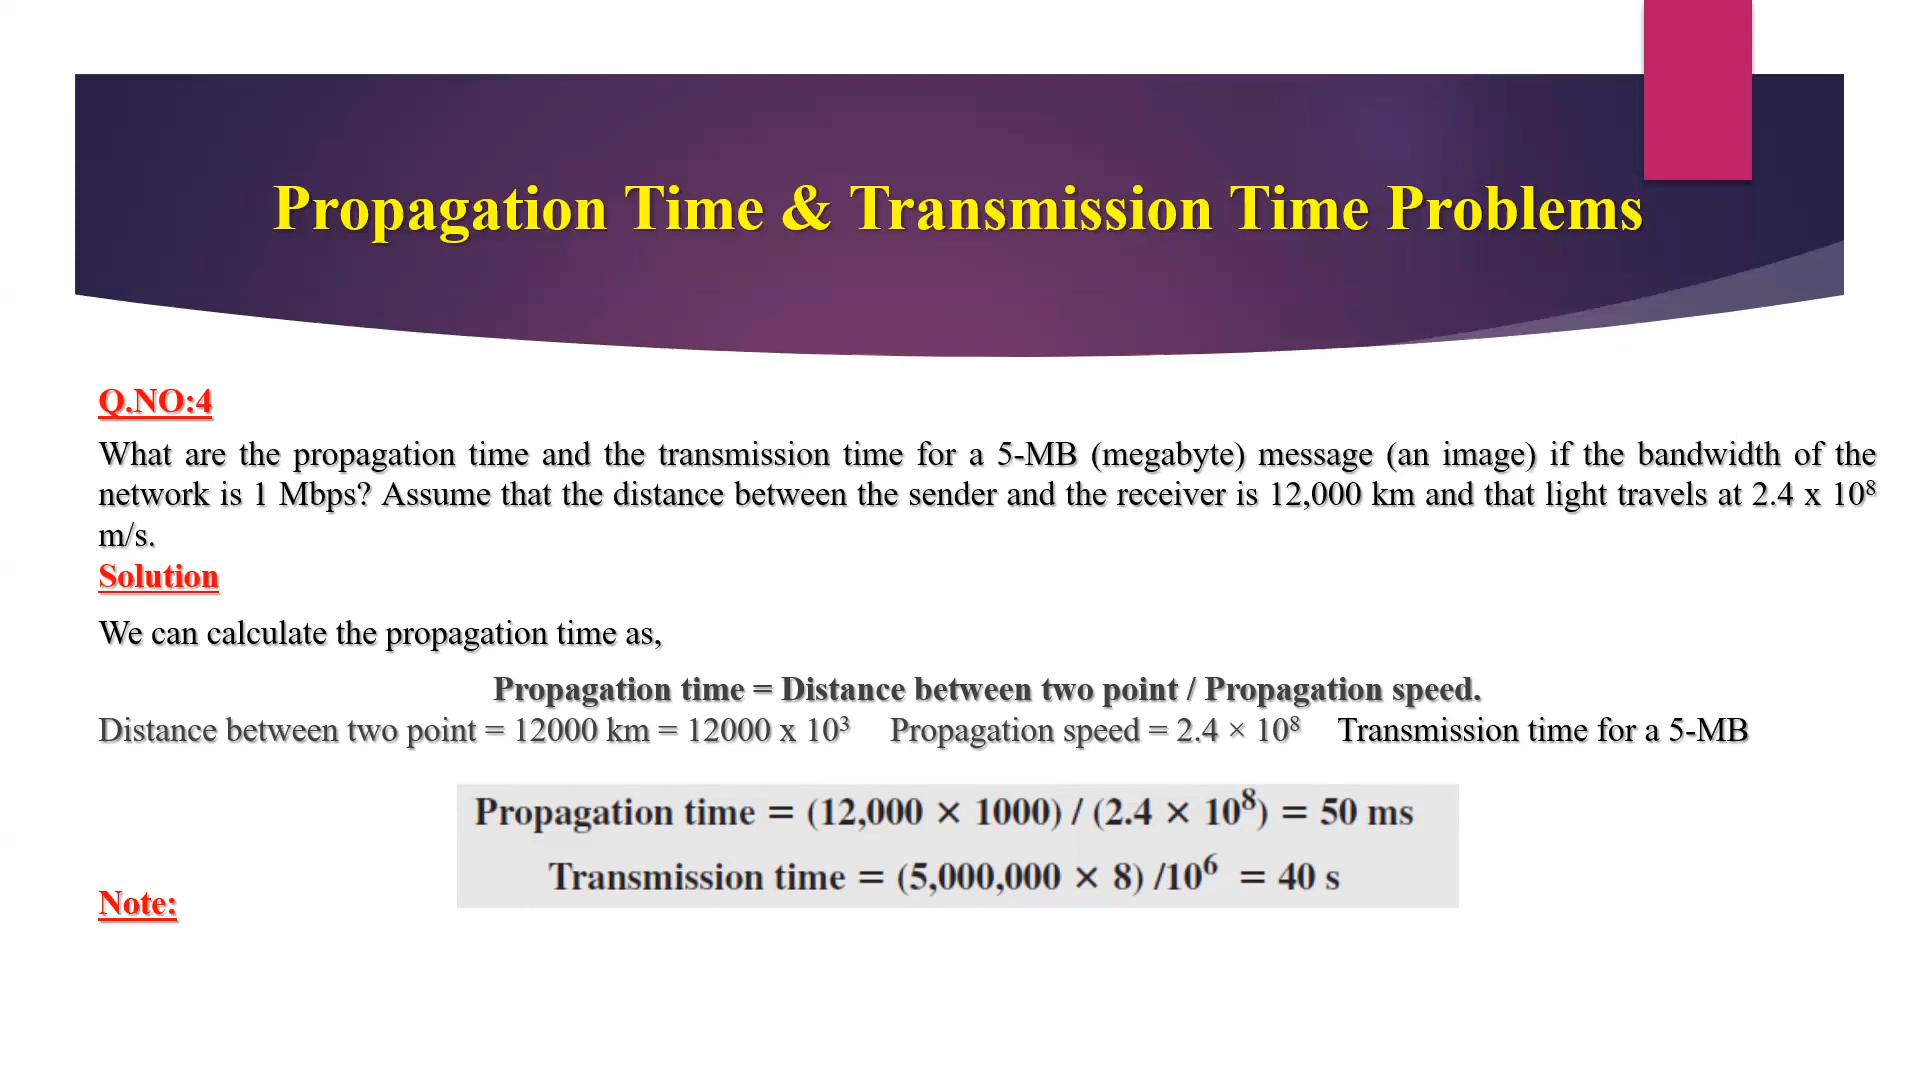 Propagation Time & Transmission Time Problems
Q.NO:4
What are the propagation time and the transmission time for a 5-MB (megabyte) message (an image) if the bandwidth of the
network is 1 Mbps? Assume that the distance between the sender and the receiver is 12,000 km and that light travels at 2.4 x 10⁸
m/s.
Solution
We can calculate the propagation time as,
Propagation time = Distance between two point / Propagation speed.
Distance between two point = 12000 km = 12000 x 10³ Propagation speed = 2.4 × 10⁸ Transmission time for a 5-MB
Propagation time = (12,000 × 1000) / (2.4 × 10⁸) = 50 ms
Transmission time = (5,000,000 × 8) /10⁶ = 40 s
Note: